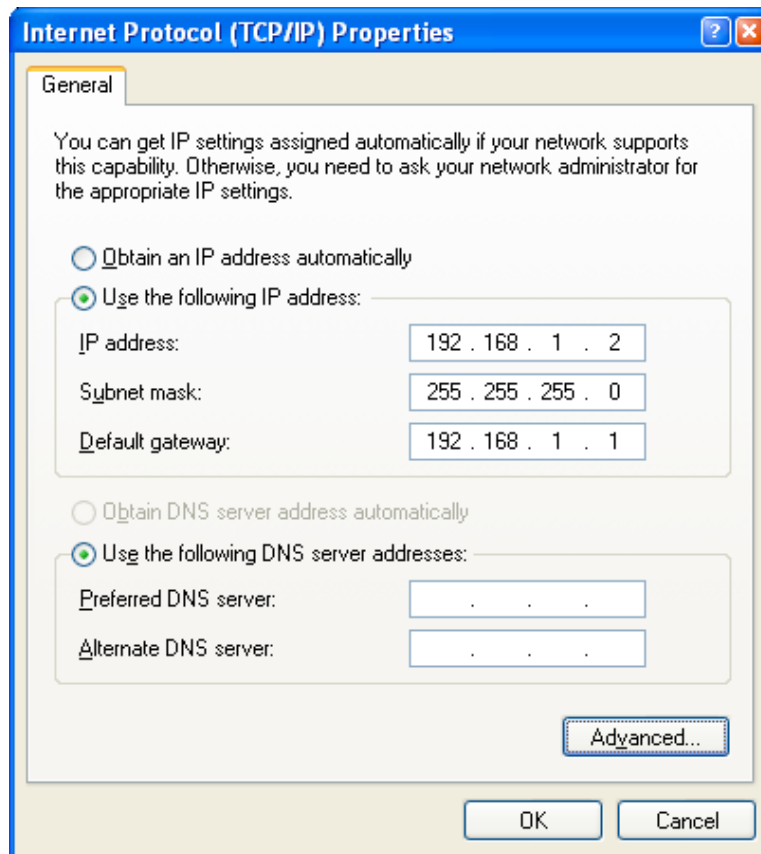 Internet Protocol (TCP/IP) Properties
General
You can get IP settings assigned automatically if your network supports
this capability. Otherwise, you need to ask your network administrator for
the appropriate IP settings.
Obtain an IP address automatically
Use the following IP address:
IP address: 192 . 168 . 1 . 2
Subnet mask: 255 . 255 . 255 . 0
Default gateway: 192 . 168 . 1 . 1
Obtain DNS server address automatically
Use the following DNS server addresses:
Preferred DNS server: . . .
Alternate DNS server: . . .
Advanced...
OK Cancel